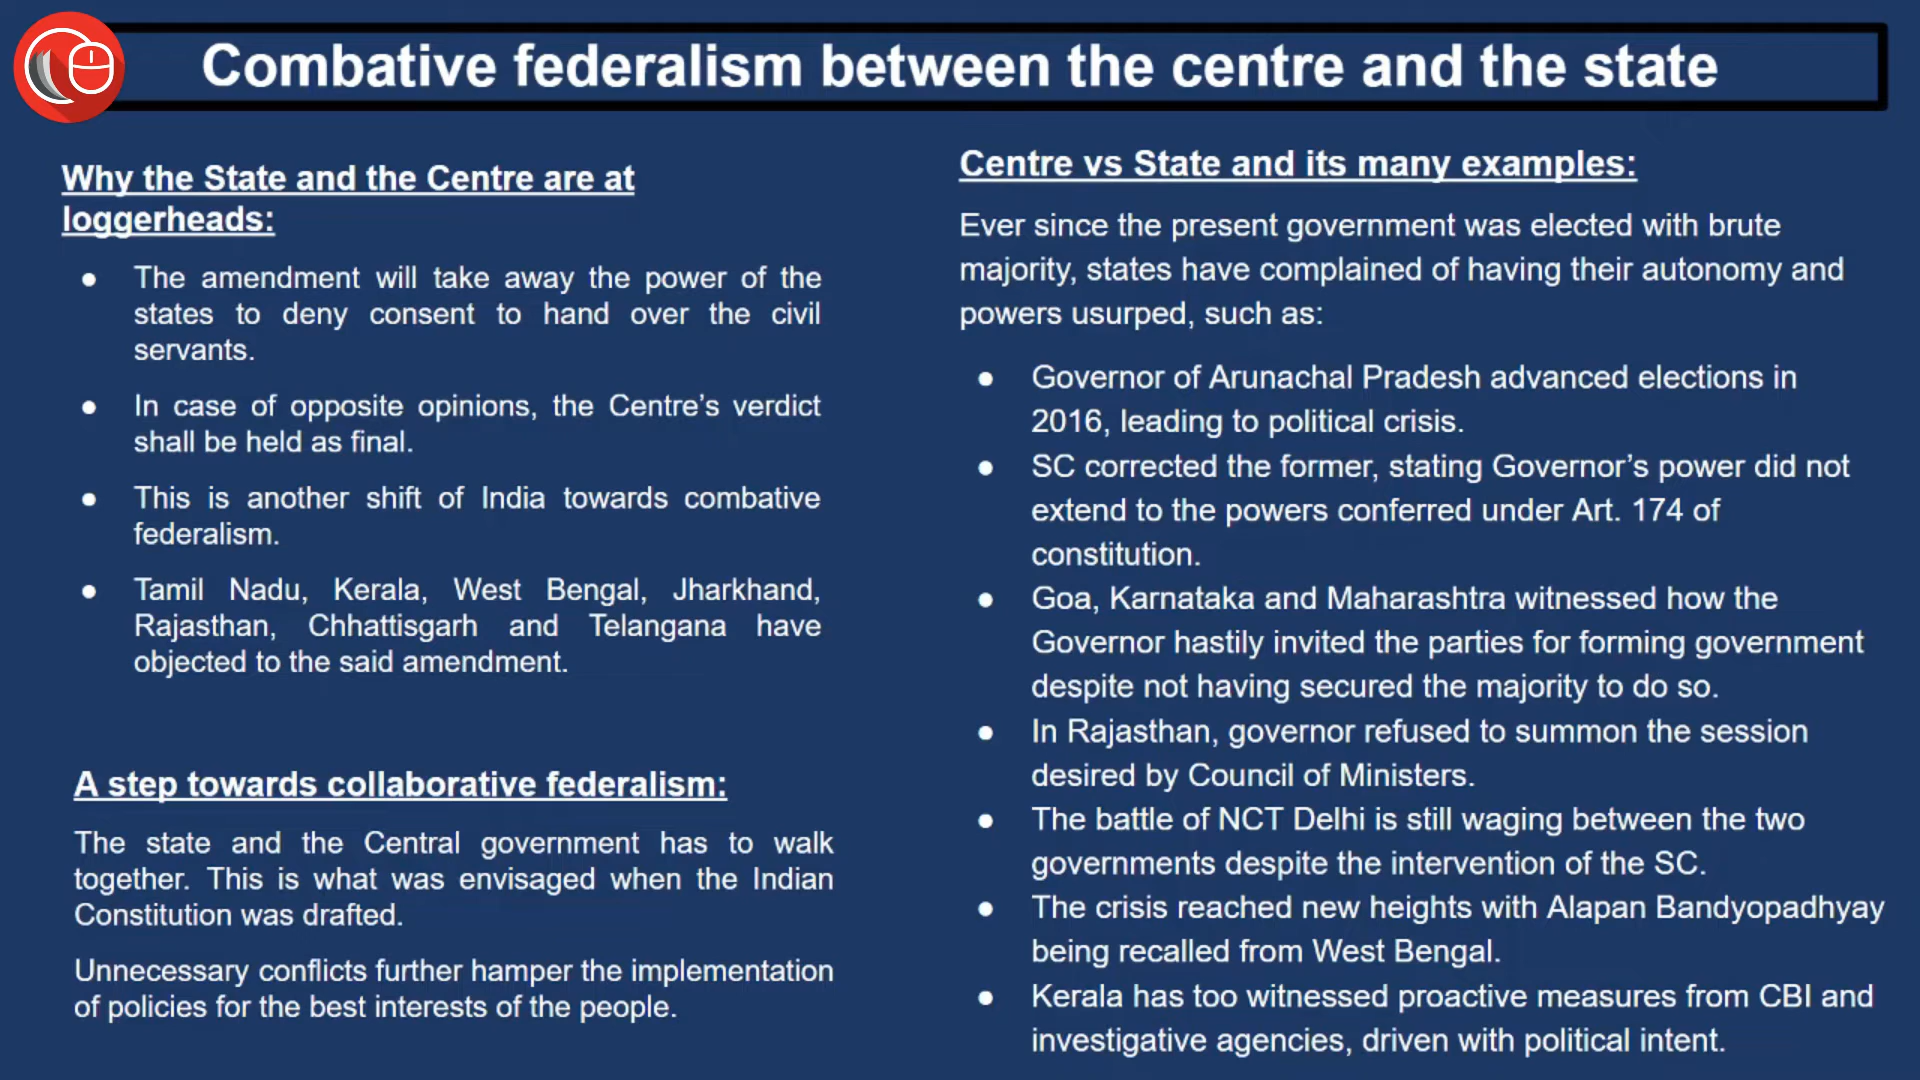 Combative federalism between the centre and the state
Why the State and the Centre are at
loggerheads:
● The amendment will take away the power of the
states to deny consent to hand over the civil
servants.
● In case of opposite opinions, the Centre’s verdict
shall be held as final.
● This is another shift of India towards combative
federalism.
● Tamil Nadu, Kerala, West Bengal, Jharkhand,
Rajasthan, Chhattisgarh and Telangana have
objected to the said amendment.
A step towards collaborative federalism:
The state and the Central government has to walk
together. This is what was envisaged when the Indian
Constitution was drafted.
Unnecessary conflicts further hamper the implementation
of policies for the best interests of the people.
Centre vs State and its many examples:
Ever since the present government was elected with brute
majority, states have complained of having their autonomy and
powers usurped, such as:
● Governor of Arunachal Pradesh advanced elections in
2016, leading to political crisis.
● SC corrected the former, stating Governor’s power did not
extend to the powers conferred under Art. 174 of
constitution.
● Goa, Karnataka and Maharashtra witnessed how the
Governor hastily invited the parties for forming government
despite not having secured the majority to do so.
● In Rajasthan, governor refused to summon the session
desired by Council of Ministers.
● The battle of NCT Delhi is still waging between the two
governments despite the intervention of the SC.
● The crisis reached new heights with Alapan Bandyopadhyay
being recalled from West Bengal.
● Kerala has too witnessed proactive measures from CBI and
investigative agencies, driven with political intent.